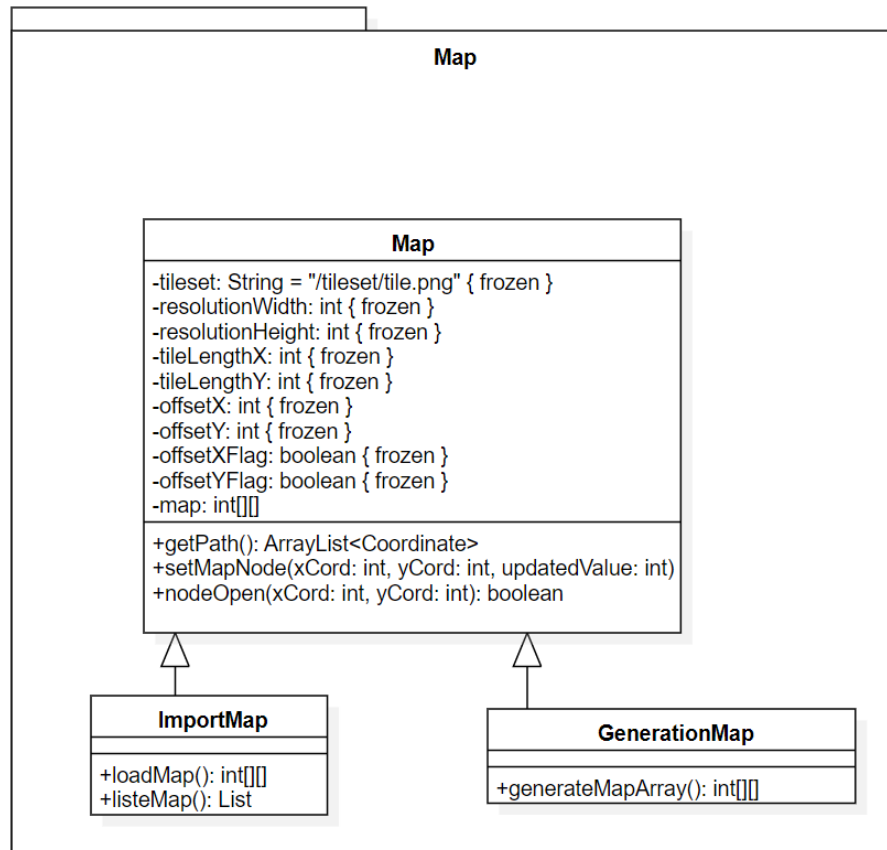 Map
Map
-tileset: String = "/tileset/tile.png" { frozen }
-resolutionWidth: int { frozen }
-resolutionHeight: int { frozen }
-tileLengthX: int { frozen }
-tileLengthY: int { frozen }
-offsetX: int { frozen }
-offsetY: int { frozen }
-offsetXFlag: boolean { frozen }
-offsetYFlag: boolean { frozen }
-map: int[][]
+getPath(): ArrayList<Coordinate>
+setMapNode(xCord: int, yCord: int, updatedValue: int)
+nodeOpen(xCord: int, yCord: int): boolean
ImportMap
+loadMap(): int[][]
+listeMap(): List
GenerationMap
+generateMapArray(): int[][]